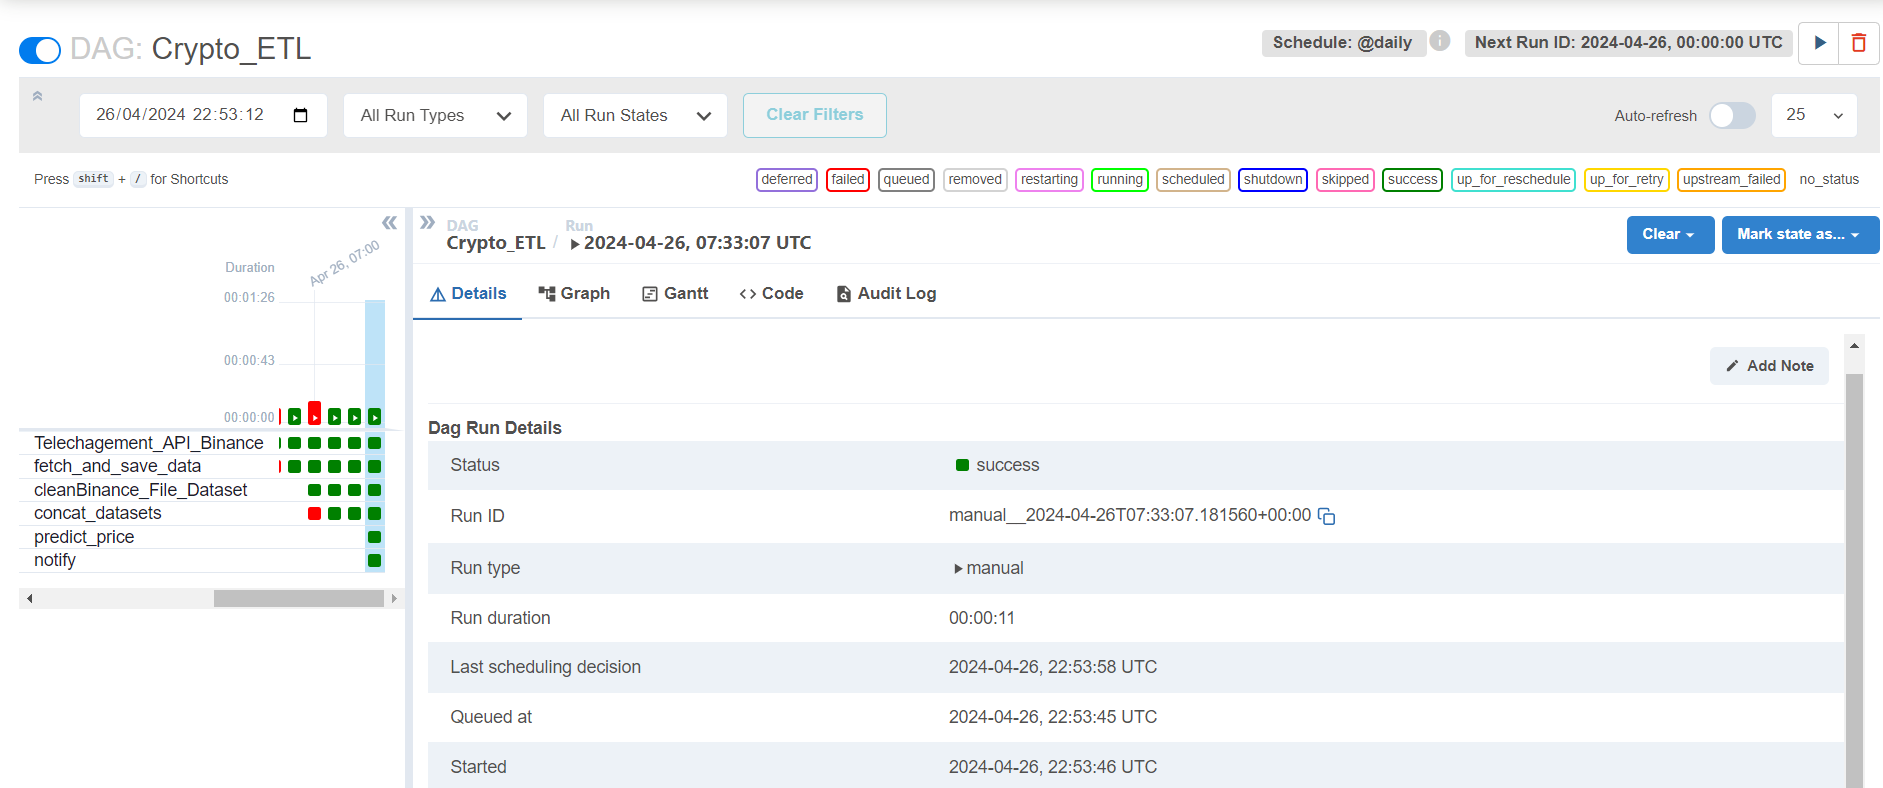 DAG: Crypto_ETL
Schedule: @daily
Next Run ID: 2024-04-26, 00:00:00 UTC
26/04/2024 22:53:12
All Run Types
All Run States
Clear Filters
Auto-refresh
25
Press shift + / for Shortcuts
deferred failed queued removed restarting running scheduled shutdown skipped success up_for_reschedule up_for_retry upstream_failed no_status
Apr 26, 07:00
Duration
00:01:26
00:00:43
00:00:00
Telechagement_API_Binance
fetch_and_save_data
cleanBinance_File_Dataset
concat_datasets
predict_price
notify
DAG
Crypto_ETL
/
Run
2024-04-26, 07:33:07 UTC
Clear
Mark state as...
Details
Graph
Gantt
Code
Audit Log
Add Note
Dag Run Details
Status success
Run ID manual__2024-04-26T07:33:07.181560+00:00
Run type manual
Run duration 00:00:11
Last scheduling decision 2024-04-26, 22:53:58 UTC
Queued at 2024-04-26, 22:53:45 UTC
Started 2024-04-26, 22:53:46 UTC